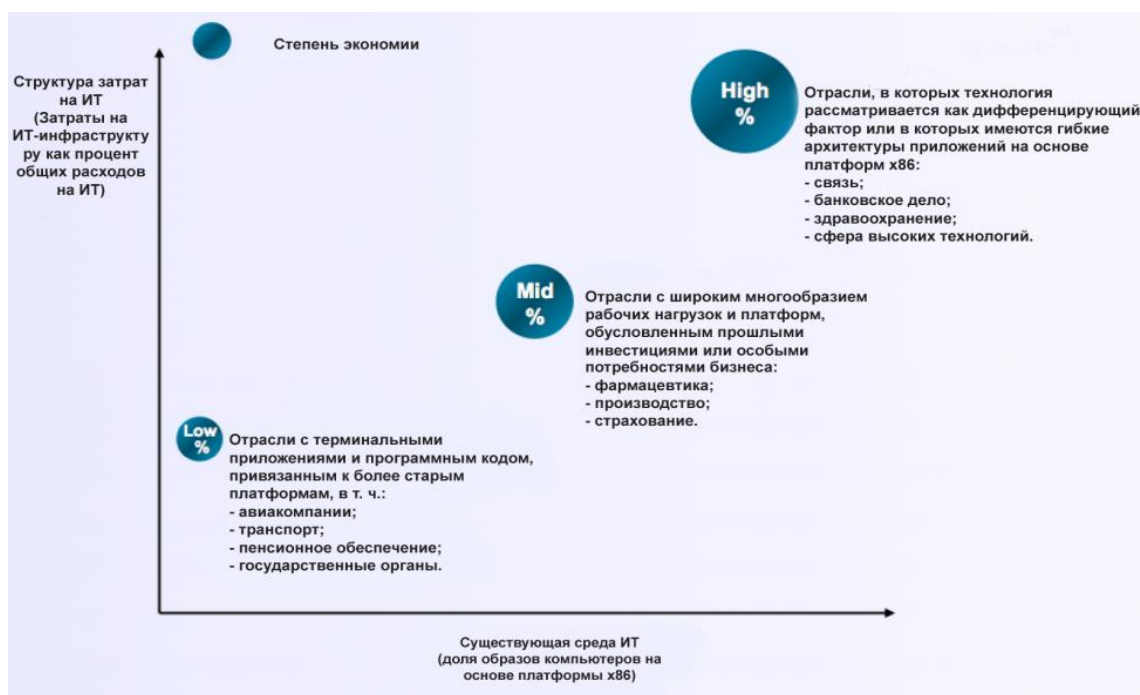 Степень экономии
Структура затрат
на ИТ
(Затраты на
ИТ-инфраструкту
ру как процент
общих расходов
на ИТ)
High
%
Отрасли, в которых технология
рассматривается как дифференцирующий
фактор или в которых имеются гибкие
архитектуры приложений на основе
платформ x86:
- связь;
- банковское дело;
- здравоохранение;
- сфера высоких технологий.
Mid
%
Отрасли с широким многообразием
рабочих нагрузок и платформ,
обусловленным прошлыми
инвестициями или особыми
потребностями бизнеса:
- фармацевтика;
- производство;
- страхование.
Low
%
Отрасли с терминальными
приложениями и программным кодом,
привязанным к более старым
платформам, в т. ч.:
- авиакомпании;
- транспорт;
- пенсионное обеспечение;
- государственные органы.
Существующая среда ИТ
(доля образов компьютеров на
основе платформы x86)